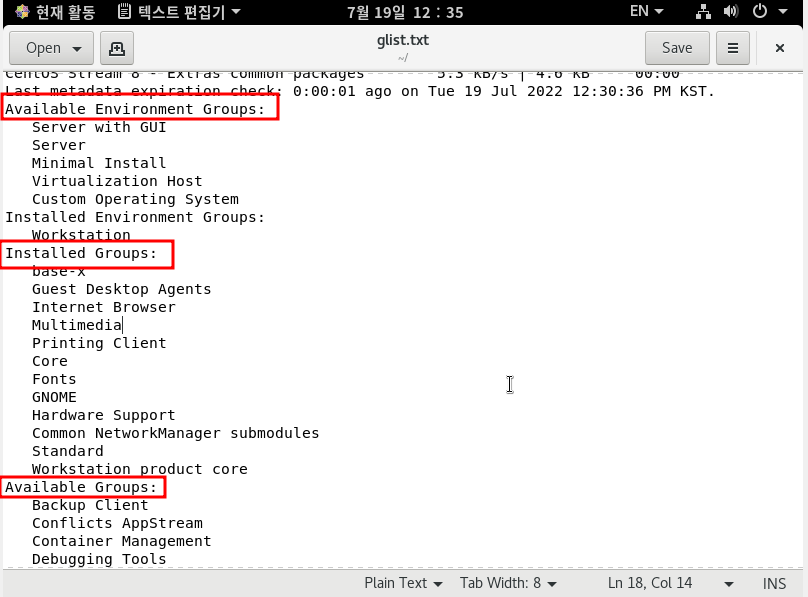 현재 활동 텍스트 편집기 7월 19일 12 : 35 EN
Open glist.txt Save
~/
CentOS Stream 8 - Extras common packages 5.3 kB/s | 4.6 kB 00:00
Last metadata expiration check: 0:00:01 ago on Tue 19 Jul 2022 12:30:36 PM KST.
Available Environment Groups:
Server with GUI
Server
Minimal Install
Virtualization Host
Custom Operating System
Installed Environment Groups:
Workstation
Installed Groups:
base-x
Guest Desktop Agents
Internet Browser
Multimedia
Printing Client
Core
Fonts
GNOME
Hardware Support
Common NetworkManager submodules
Standard
Workstation product core
Available Groups:
Backup Client
Conflicts AppStream
Container Management
Debugging Tools
Plain Text Tab Width: 8 Ln 18, Col 14 INS